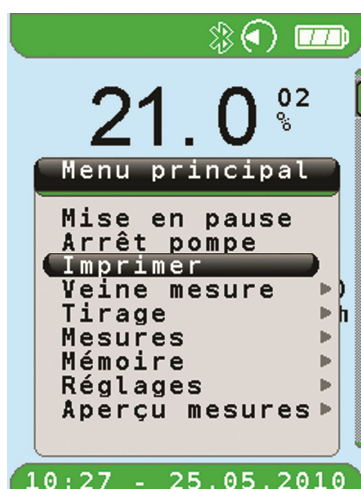 21.0 O2
%
Menu principal
Mise en pause
Arrêt pompe
Imprimer
Veine mesure
Tirage
Mesures
Mémoire
Réglages
Aperçu mesures
10:27 - 25.05.2010